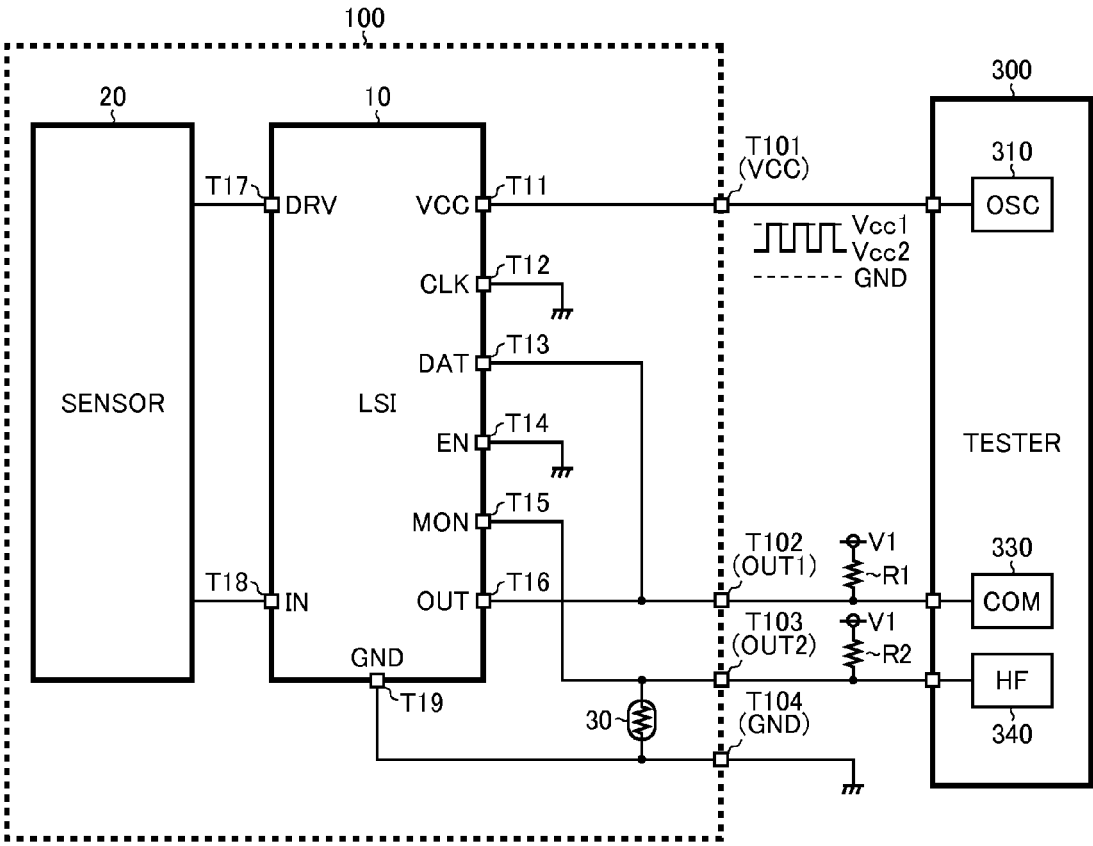 100
20
10
300
T101
(VCC)
310
T17
DRV
VCC
T11
OSC
Vcc1
Vcc2
GND
CLK
T12
DAT
T13
SENSOR
LSI
EN
T14
TESTER
MON
T15
T102
(OUT1)
V1
R1
330
T18
IN
OUT
T16
COM
T103
(OUT2)
V1
R2
GND
T19
HF
30
T104
(GND)
340